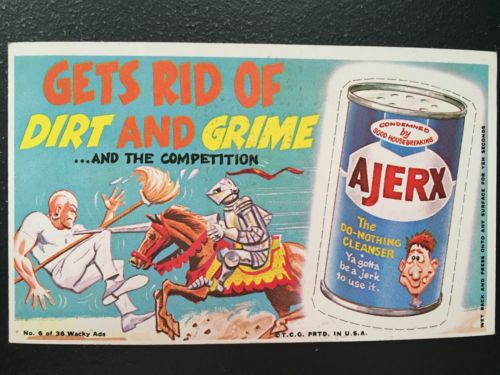 GETS RID OF
DIRT AND GRIME
...AND THE COMPETITION
CONDEMNED
by
GOOD HOUSEBREAKING
AJERX
The
DO-NOTHING
CLEANSER
Ya gotta
be a jerk
to use it.
WET BACK AND PRESS ONTO ANY SURFACE FOR TEN SECONDS
No. 6 of 36 Wacky Ads
©T.C.G. PRTD. IN U.S.A.